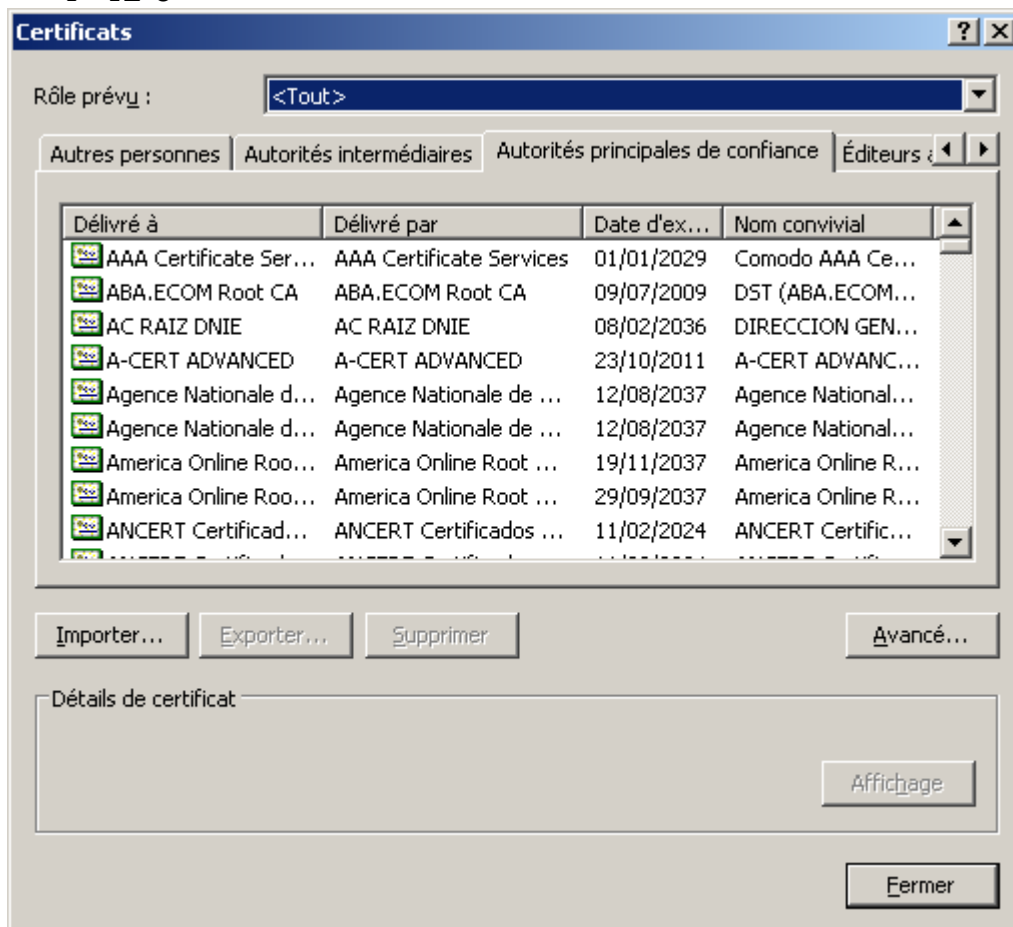 Certificats
Rôle prévu : <Tout>
Autres personnes Autorités intermédiaires Autorités principales de confiance Éditeurs
Délivré à Délivré par Date d'ex... Nom convivial
AAA Certificate Ser... AAA Certificate Services 01/01/2029 Comodo AAA Ce...
ABA.ECOM Root CA ABA.ECOM Root CA 09/07/2009 DST (ABA.ECOM...
AC RAIZ DNIE AC RAIZ DNIE 08/02/2036 DIRECCION GEN...
A-CERT ADVANCED A-CERT ADVANCED 23/10/2011 A-CERT ADVANC...
Agence Nationale d... Agence Nationale de ... 12/08/2037 Agence National...
Agence Nationale d... Agence Nationale de ... 12/08/2037 Agence National...
America Online Roo... America Online Root ... 19/11/2037 America Online R...
America Online Roo... America Online Root ... 29/09/2037 America Online R...
ANCERT Certificad... ANCERT Certificados ... 11/02/2024 ANCERT Certific...
Importer... Exporter... Supprimer Avancé...
Détails de certificat
Affichage
Fermer